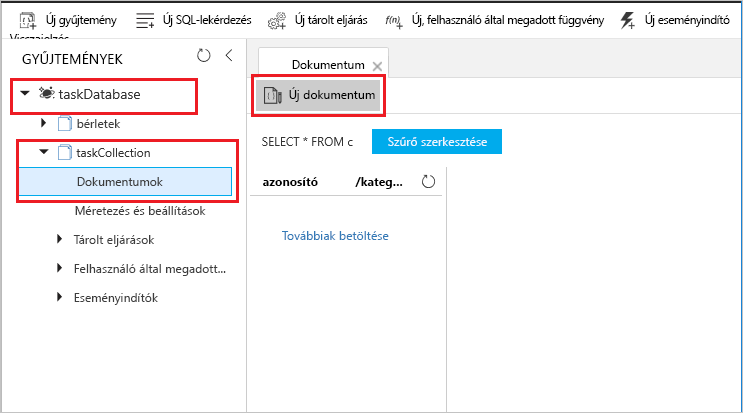 Új gyűjtemény Új SQL-lekérdezés Új tárolt eljárás f(n) Új, felhasználó által megadott függvény Új eseményindító
Visszajelzés
GYŰJTEMÉNYEK
taskDatabase
bérletek
taskCollection
Dokumentumok
Méretezés és beállítások
Tárolt eljárások
Felhasználó által megadott...
Eseményindítók
Dokumentum
Új dokumentum
SELECT * FROM c Szűrő szerkesztése
azonosító /kateg...
Továbbiak betöltése